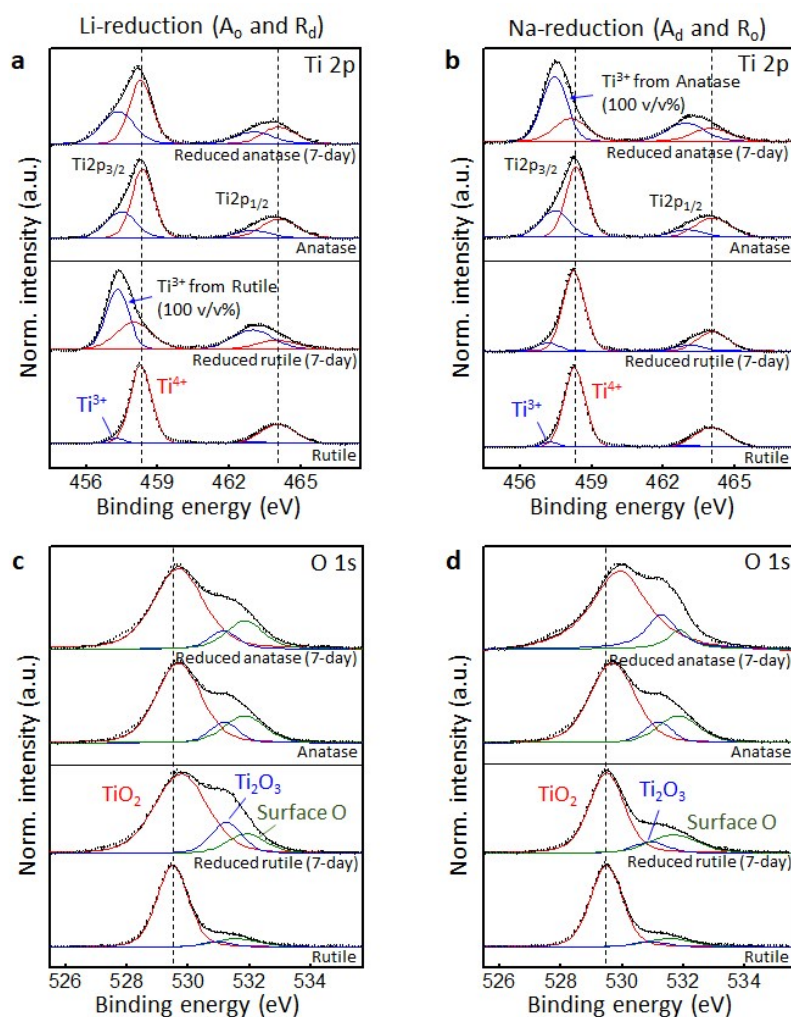 Li-reduction (Aₒ and R_d)
Na-reduction (A_d and Rₒ)
a
Ti 2p
Reduced anatase (7-day)
Ti2p₃/₂
Ti2p₁/₂
Anatase
Ti³⁺ from Rutile
(100 v/v%)
Reduced rutile (7-day)
Ti³⁺
Ti⁴⁺
Rutile
Norm. intensity (a.u.)
456 459 462 465
Binding energy (eV)
b
Ti 2p
Ti³⁺ from Anatase
(100 v/v%)
Reduced anatase (7-day)
Ti2p₃/₂
Ti2p₁/₂
Anatase
Reduced rutile (7-day)
Ti³⁺
Ti⁴⁺
Rutile
Norm. intensity (a.u.)
456 459 462 465
Binding energy (eV)
c
O 1s
Reduced anatase (7-day)
Anatase
TiO₂
Ti₂O₃
Surface O
Reduced rutile (7-day)
Rutile
Norm. intensity (a.u.)
526 528 530 532 534
Binding energy (eV)
d
O 1s
Reduced anatase (7-day)
Anatase
TiO₂
Ti₂O₃
Surface O
Reduced rutile (7-day)
Rutile
Norm. intensity (a.u.)
526 528 530 532 534
Binding energy (eV)